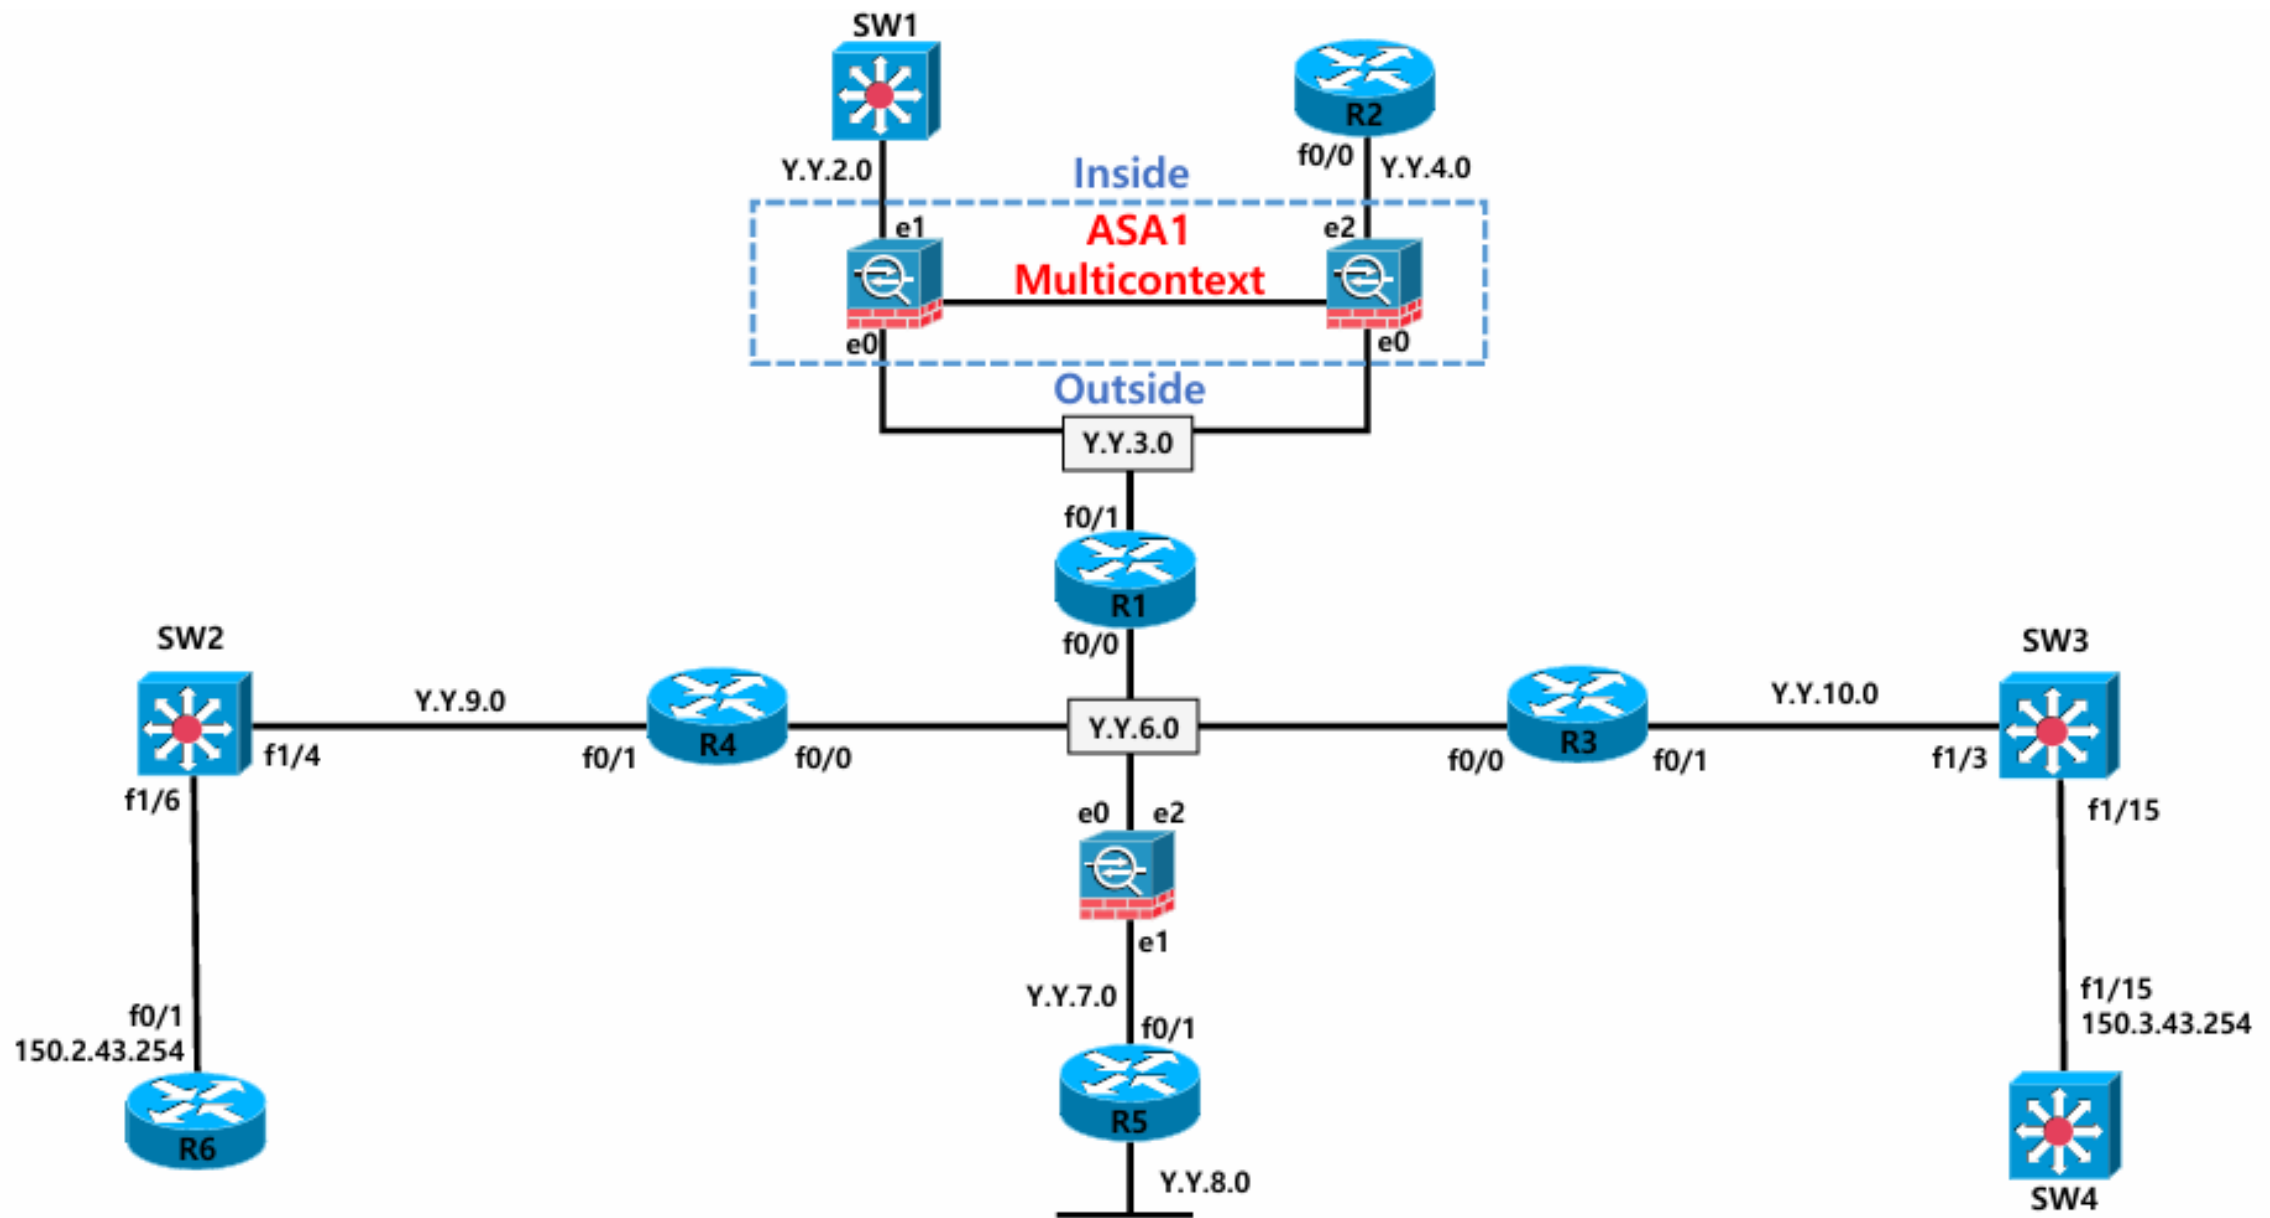 SW1
R2
Y.Y.2.0
Inside
f0/0
Y.Y.4.0
e1
ASA1
e2
Multicontext
e0
e0
Outside
Y.Y.3.0
f0/1
R1
f0/0
SW2
SW3
Y.Y.9.0
Y.Y.10.0
f1/4
f0/1
R4
f0/0
Y.Y.6.0
f0/0
R3
f0/1
f1/3
f1/6
e0
e2
f1/15
e1
Y.Y.7.0
f0/1
f0/1
f1/15
150.2.43.254
150.3.43.254
R6
R5
Y.Y.8.0
SW4